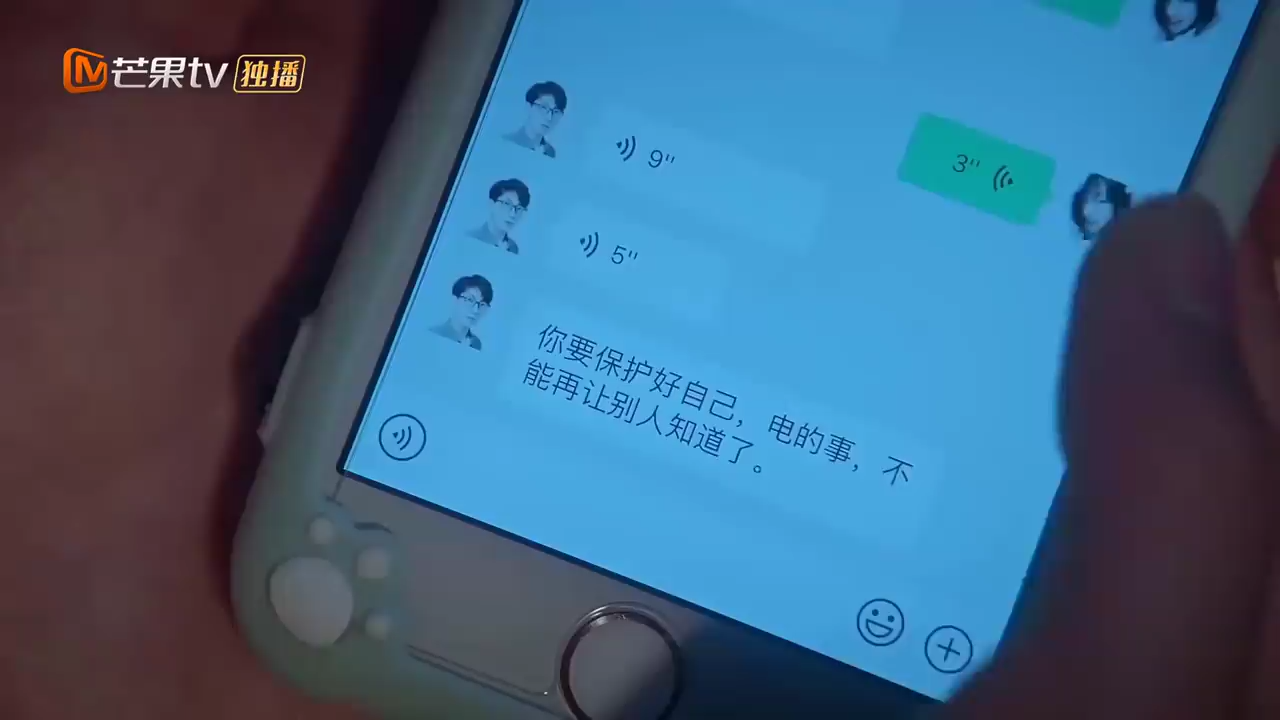 芒果tv 独播
9"
3"
5"
你要保护好自己，电的事，不
能再让别人知道了。